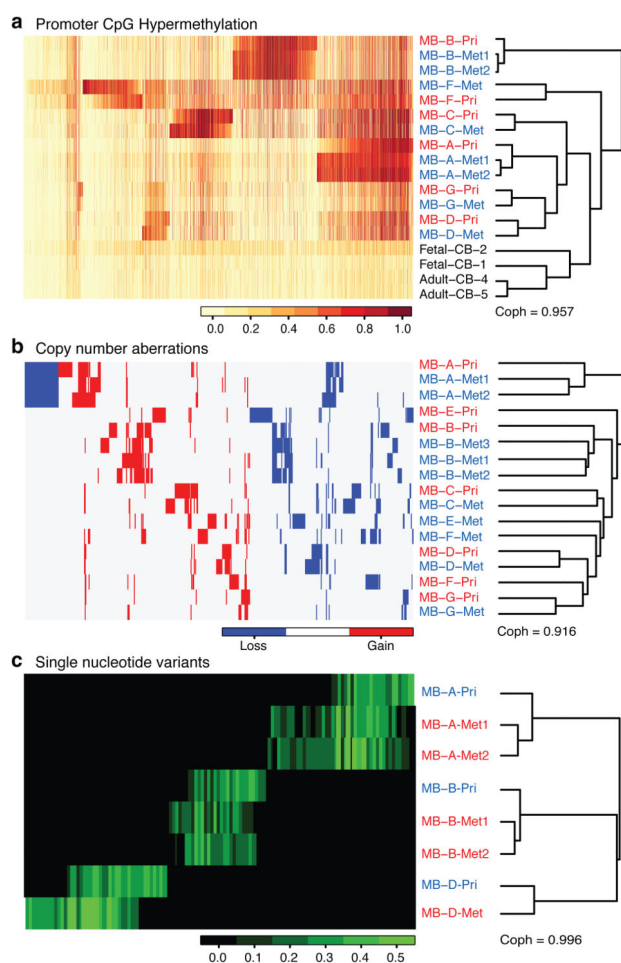 a Promoter CpG Hypermethylation
MB–B–Pri
MB–B–Met1
MB–B–Met2
MB–F–Met
MB–F–Pri
MB–C–Pri
MB–C–Met
MB–A–Pri
MB–A–Met1
MB–A–Met2
MB–G–Pri
MB–G–Met
MB–D–Pri
MB–D–Met
Fetal–CB–2
Fetal–CB–1
Adult–CB–4
Adult–CB–5
0.0 0.2 0.4 0.6 0.8 1.0
Coph = 0.957
b Copy number aberrations
MB–A–Pri
MB–A–Met1
MB–A–Met2
MB–E–Pri
MB–B–Pri
MB–B–Met3
MB–B–Met1
MB–B–Met2
MB–C–Pri
MB–C–Met
MB–E–Met
MB–F–Met
MB–D–Pri
MB–D–Met
MB–F–Pri
MB–G–Pri
MB–G–Met
Loss Gain
Coph = 0.916
c Single nucleotide variants
MB–A–Pri
MB–A–Met1
MB–A–Met2
MB–B–Pri
MB–B–Met1
MB–B–Met2
MB–D–Pri
MB–D–Met
0.0 0.1 0.2 0.3 0.4 0.5
Coph = 0.996